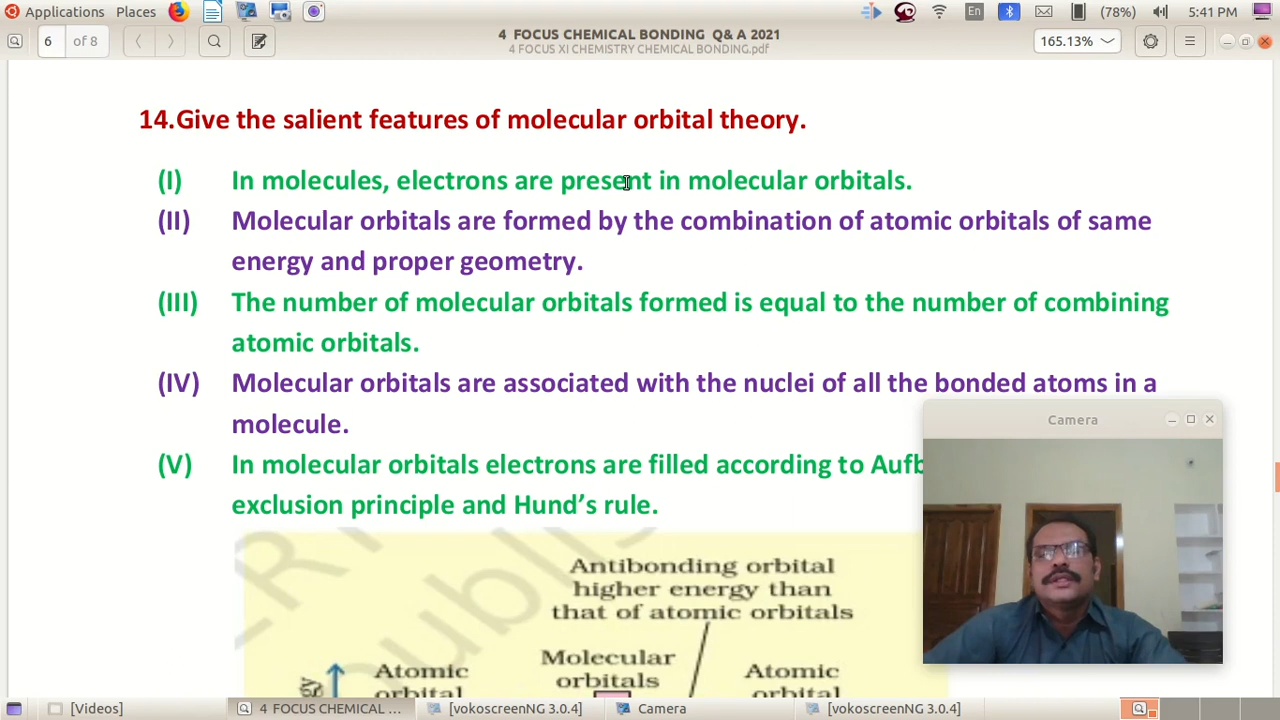 Applications Places En (78%) 5:41 PM
6 of 8 4 FOCUS CHEMICAL BONDING Q& A 2021 165.13%
4 FOCUS XI CHEMISTRY CHEMICAL BONDING.pdf
14.Give the salient features of molecular orbital theory.
(I) In molecules, electrons are present in molecular orbitals.
(II) Molecular orbitals are formed by the combination of atomic orbitals of same
energy and proper geometry.
(III) The number of molecular orbitals formed is equal to the number of combining
atomic orbitals.
(IV) Molecular orbitals are associated with the nuclei of all the bonded atoms in a
molecule.
(V) In molecular orbitals electrons are filled according to Aufb
exclusion principle and Hund's rule.
Camera
Antibonding orbital
higher energy than
that of atomic orbitals
Molecular
orbitals
Atomic
orbital
Atomic
orbital
[Videos] 4 FOCUS CHEMICAL ... [vokoscreenNG 3.0.4] Camera [vokoscreenNG 3.0.4]